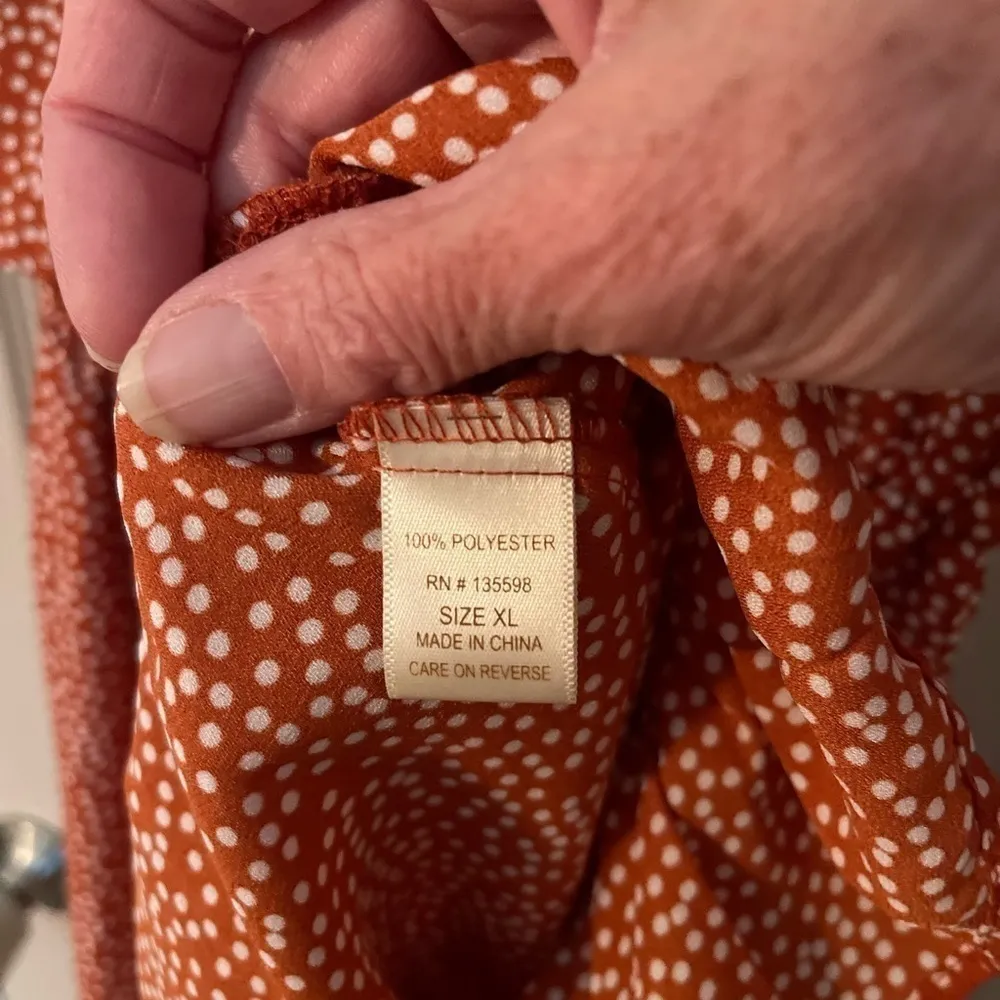 100% POLYESTER
RN # 135598
SIZE XL
MADE IN CHINA
CARE ON REVERSE